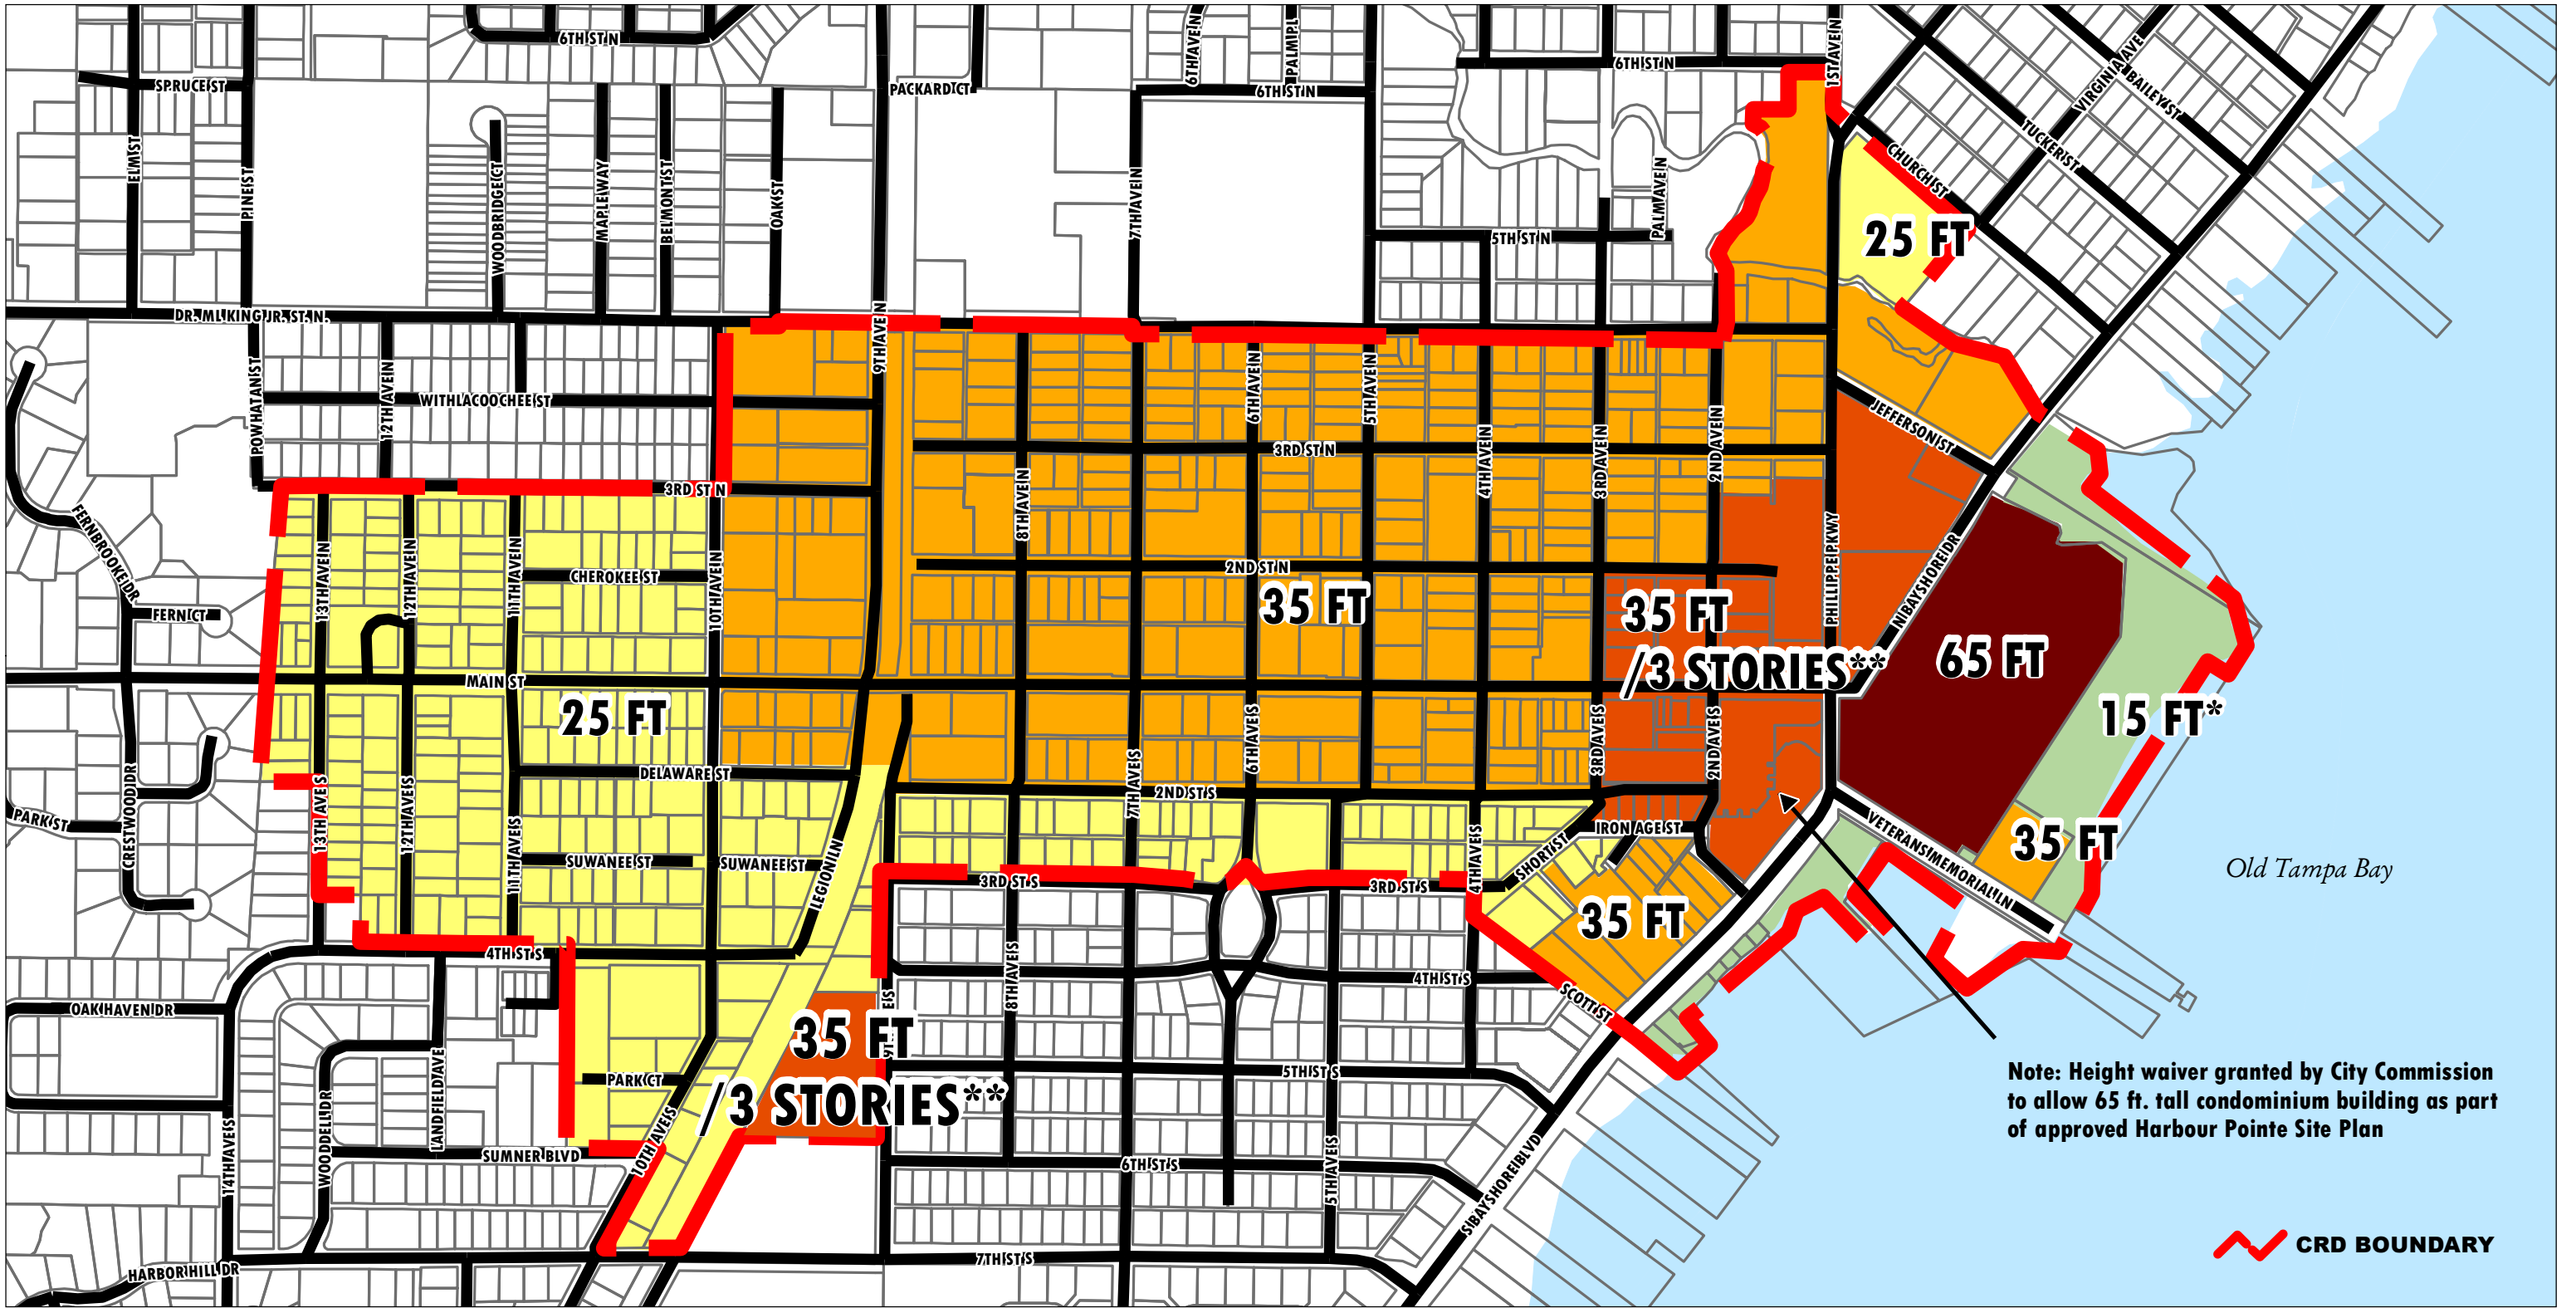 6TH ST N
SPRUCE ST
ELM ST
PINE ST
WOODBRIDGE CT
MAPLE WAY
BELMONT ST
OAK ST
PACKARD CT
6TH AVE N
PALM PL
6TH ST N
7TH AVE N
6TH ST N
1ST AVE N
PALM AVE N
5TH ST N
VIRGINIA AVE
BAILEY ST
TUCKER ST
CHURCH ST
25 FT
DR. ML KING JR. ST. N.
9TH AVE N
POWHATAN ST
12TH AVE N
WITHLACOOCHEE ST
6TH AVE N
5TH AVE N
4TH AVE N
3RD AVE N
2ND AVE N
JEFFERSON ST
3RD ST N
3RD ST N
8TH AVE N
FERNBROOKE DR
FERN CT
13TH AVE N
12TH AVE N
11TH AVE N
10TH AVE N
CHEROKEE ST
2ND ST N
PHILLIPPE PKWY
N BAYSHORE DR
35 FT
35 FT
/3 STORIES**
65 FT
MAIN ST
25 FT
15 FT*
DELAWARE ST
2ND ST S
7TH AVE S
6TH AVE S
3RD AVE S
2ND AVE S
PARK ST
CRESTWOOD DR
13TH AVE S
12TH AVE S
11TH AVE S
SUWANEE ST
SUWANEE ST
LEGION LN
3RD ST S
3RD ST S
4TH AVE S
SHORT ST
IRON AGE ST
VETERANS MEMORIAL LN
35 FT
35 FT
Old Tampa Bay
4TH ST S
8TH AVE S
4TH ST S
SCOTT ST
OAK HAVEN DR
LANDFIELD AVE
WOODDELL DR
14TH AVE S
PARK CT
35 FT
/3 STORIES**
9TH AVE S
5TH ST S
10TH AVE S
SUMNER BLVD
6TH ST S
5TH AVE S
S BAYSHORE BLVD
7TH ST S
HARBOR HILL DR
Note: Height waiver granted by City Commission
to allow 65 ft. tall condominium building as part
of approved Harbour Pointe Site Plan
CRD BOUNDARY